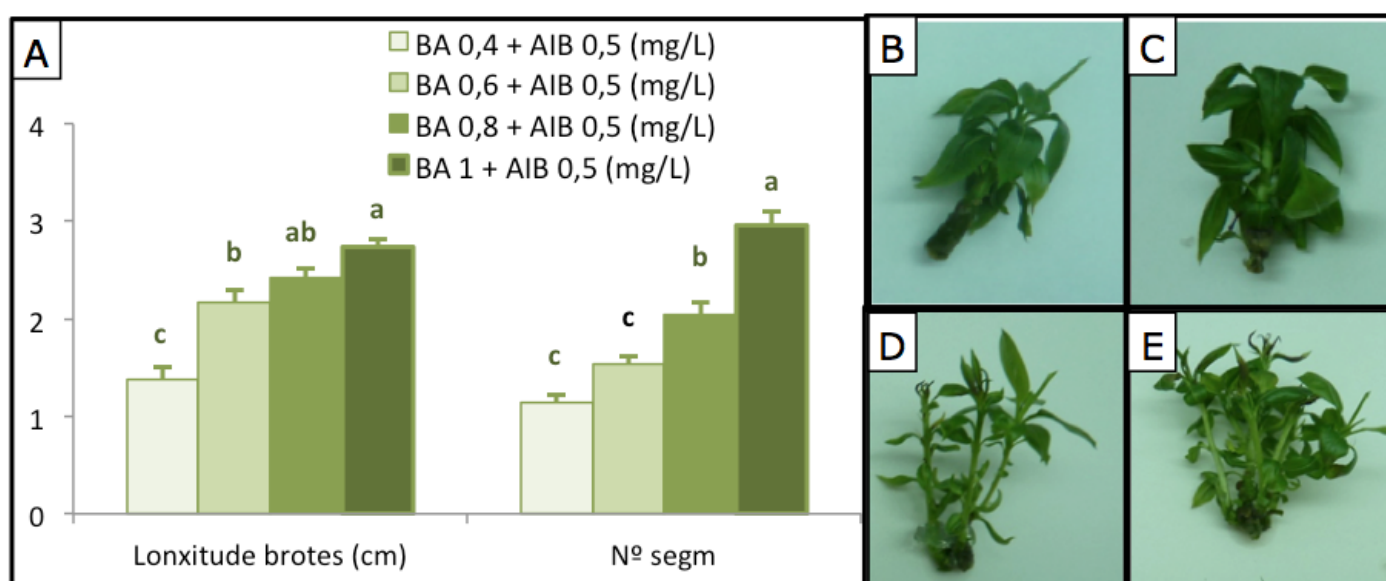 A
BA 0,4 + AIB 0,5 (mg/L)
BA 0,6 + AIB 0,5 (mg/L)
BA 0,8 + AIB 0,5 (mg/L)
BA 1 + AIB 0,5 (mg/L)
4
3
2
1
0
c
b
ab
a
c
c
b
a
Lonxitude brotes (cm)
Nº segm
B
C
D
E